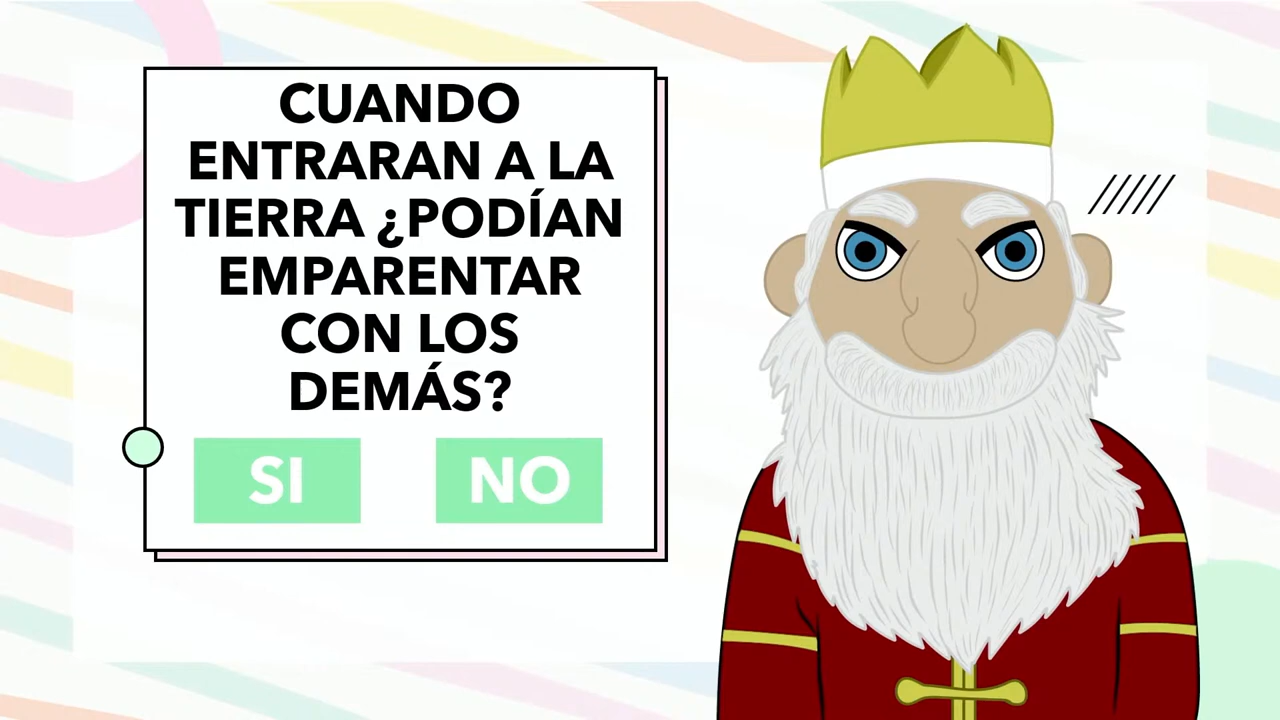 CUANDO
ENTRARAN A LA
TIERRA ¿PODÍAN
EMPARENTAR
CON LOS
DEMÁS?
SI
NO